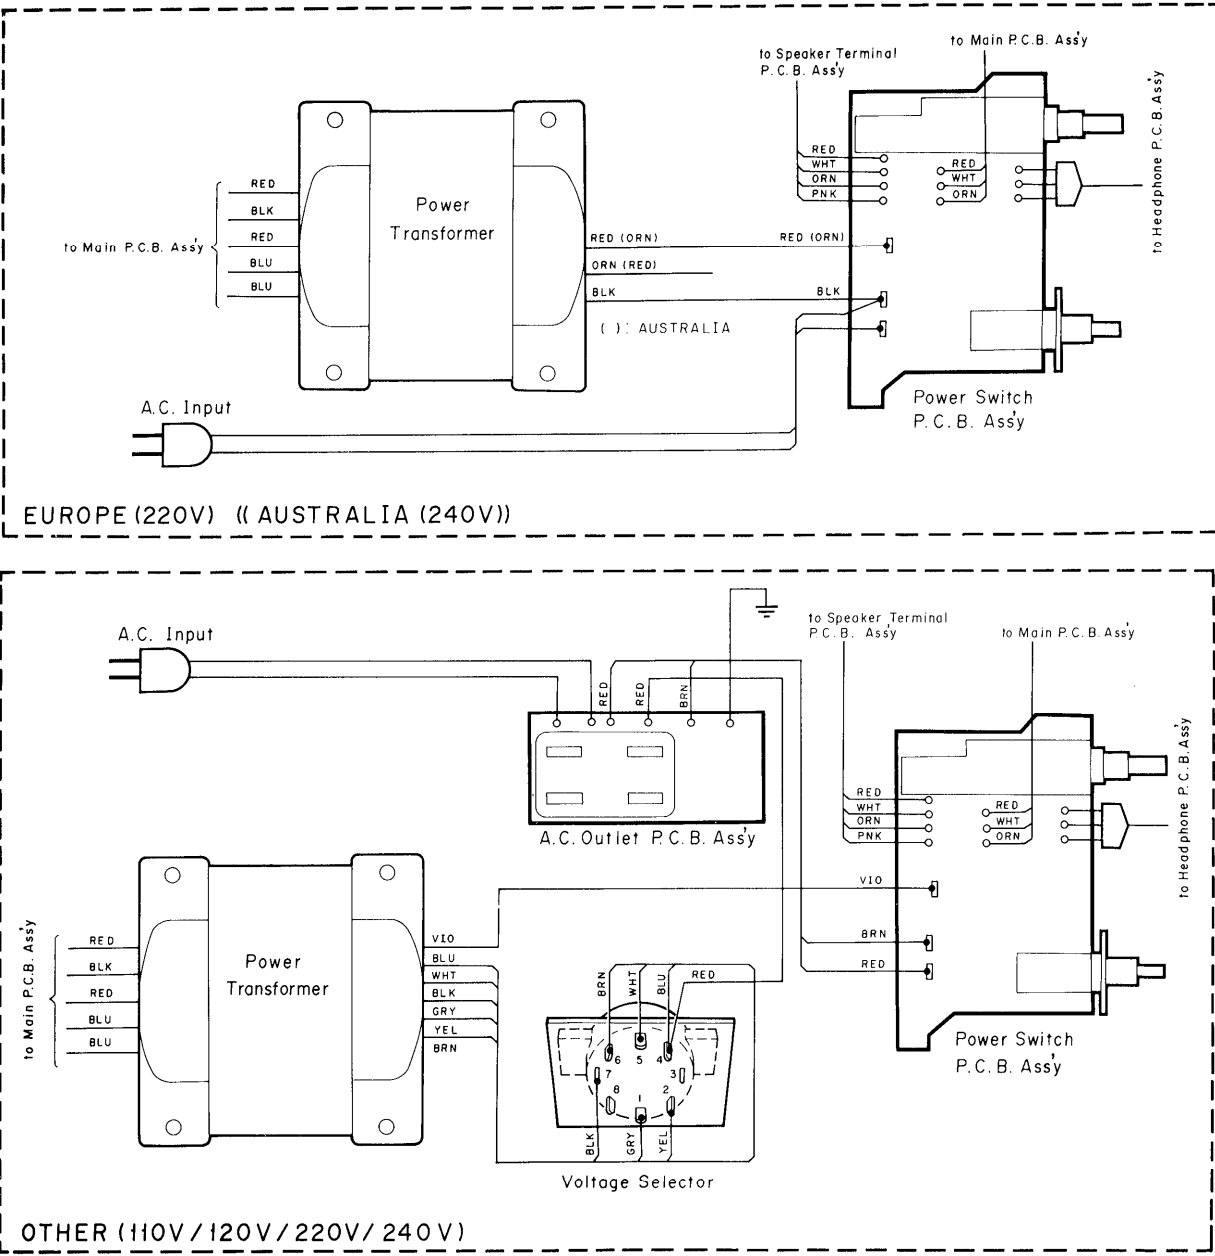 to Speaker Terminal
P.C.B. Ass'y
to Main P.C.B. Ass'y
to Headphone P.C.B. Ass'y
RED
WHT
ORN
PNK
RED
WHT
ORN
RED
BLK
RED
BLU
BLU
to Main P.C.B. Ass'y
Power
Transformer
RED (ORN)
RED (ORN)
ORN (RED)
BLK
BLK
( ): AUSTRALIA
Power Switch
P.C.B. Ass'y
A.C. Input
EUROPE (220V) (( AUSTRALIA (240V))
A.C. Input
RED
RED
BRN
A.C. Outlet P.C.B. Ass'y
to Speaker Terminal
P.C.B. Ass'y
to Main P.C.B. Ass'y
to Headphone P.C.B. Ass'y
RED
WHT
ORN
PNK
RED
WHT
ORN
VIO
BRN
RED
Power Switch
P.C.B. Ass'y
to Main P.C.B. Ass'y
RED
BLK
RED
BLU
BLU
Power
Transformer
VIO
BLU
WHT
BLK
GRY
YEL
BRN
BRN
WHT
BLU
RED
6
5
4
7
3
8
1
2
BLK
GRY
YEL
Voltage Selector
OTHER (110V / 120V / 220V / 240V)